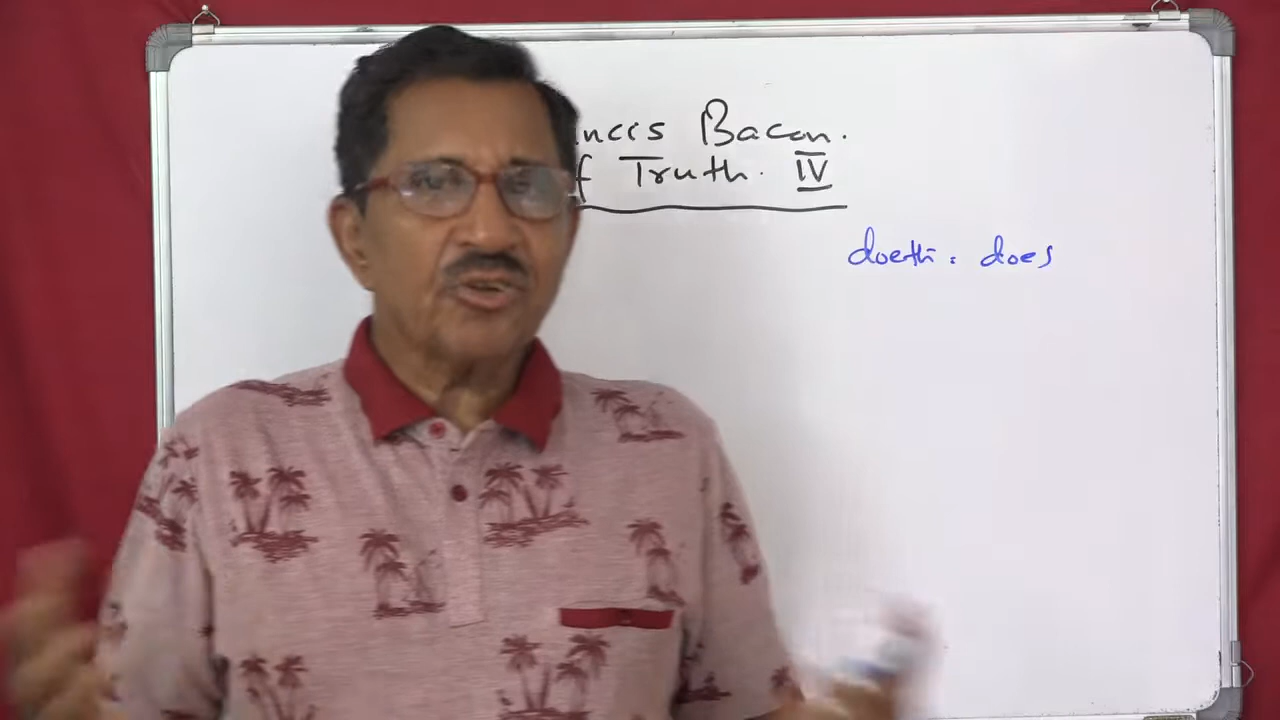 ncis Bacon.
f Truth. IV
doeth = does